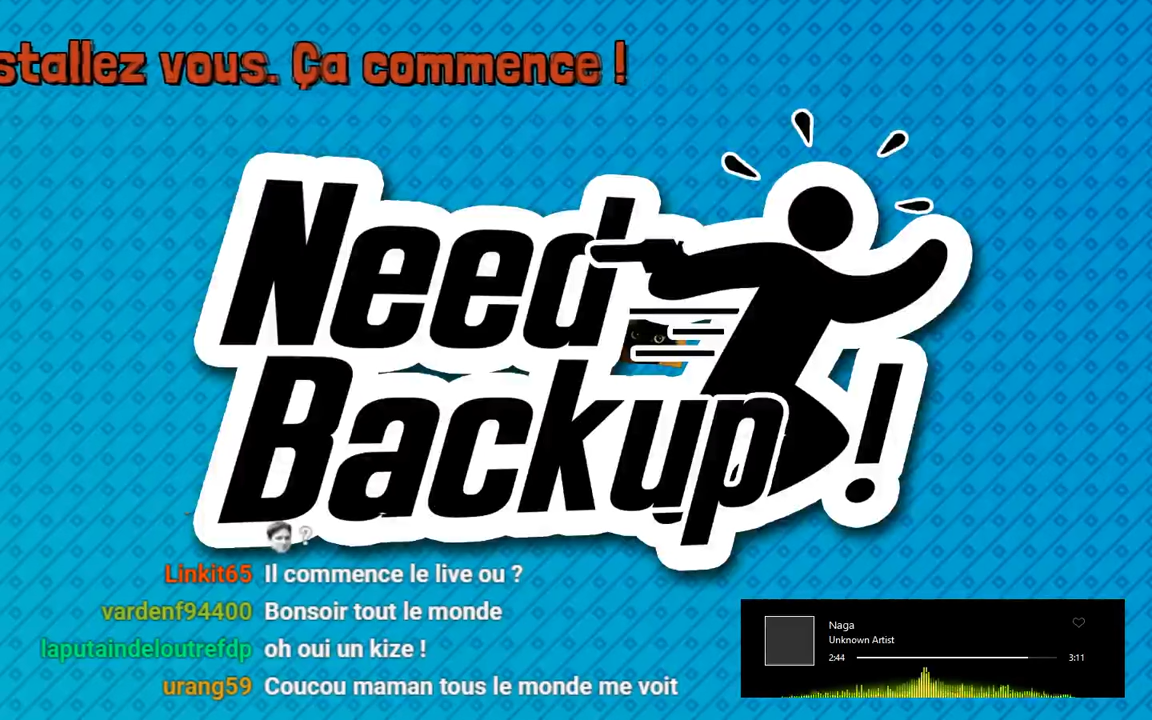 stallez vous. Ça commence !
Need
Backup !
?
Linkit65 Il commence le live ou ?
vardenf94400 Bonsoir tout le monde
laputaindeloutrefdp oh oui un kize !
urang59 Coucou maman tous le monde me voit
Naga
Unknown Artist
2:44 3:11